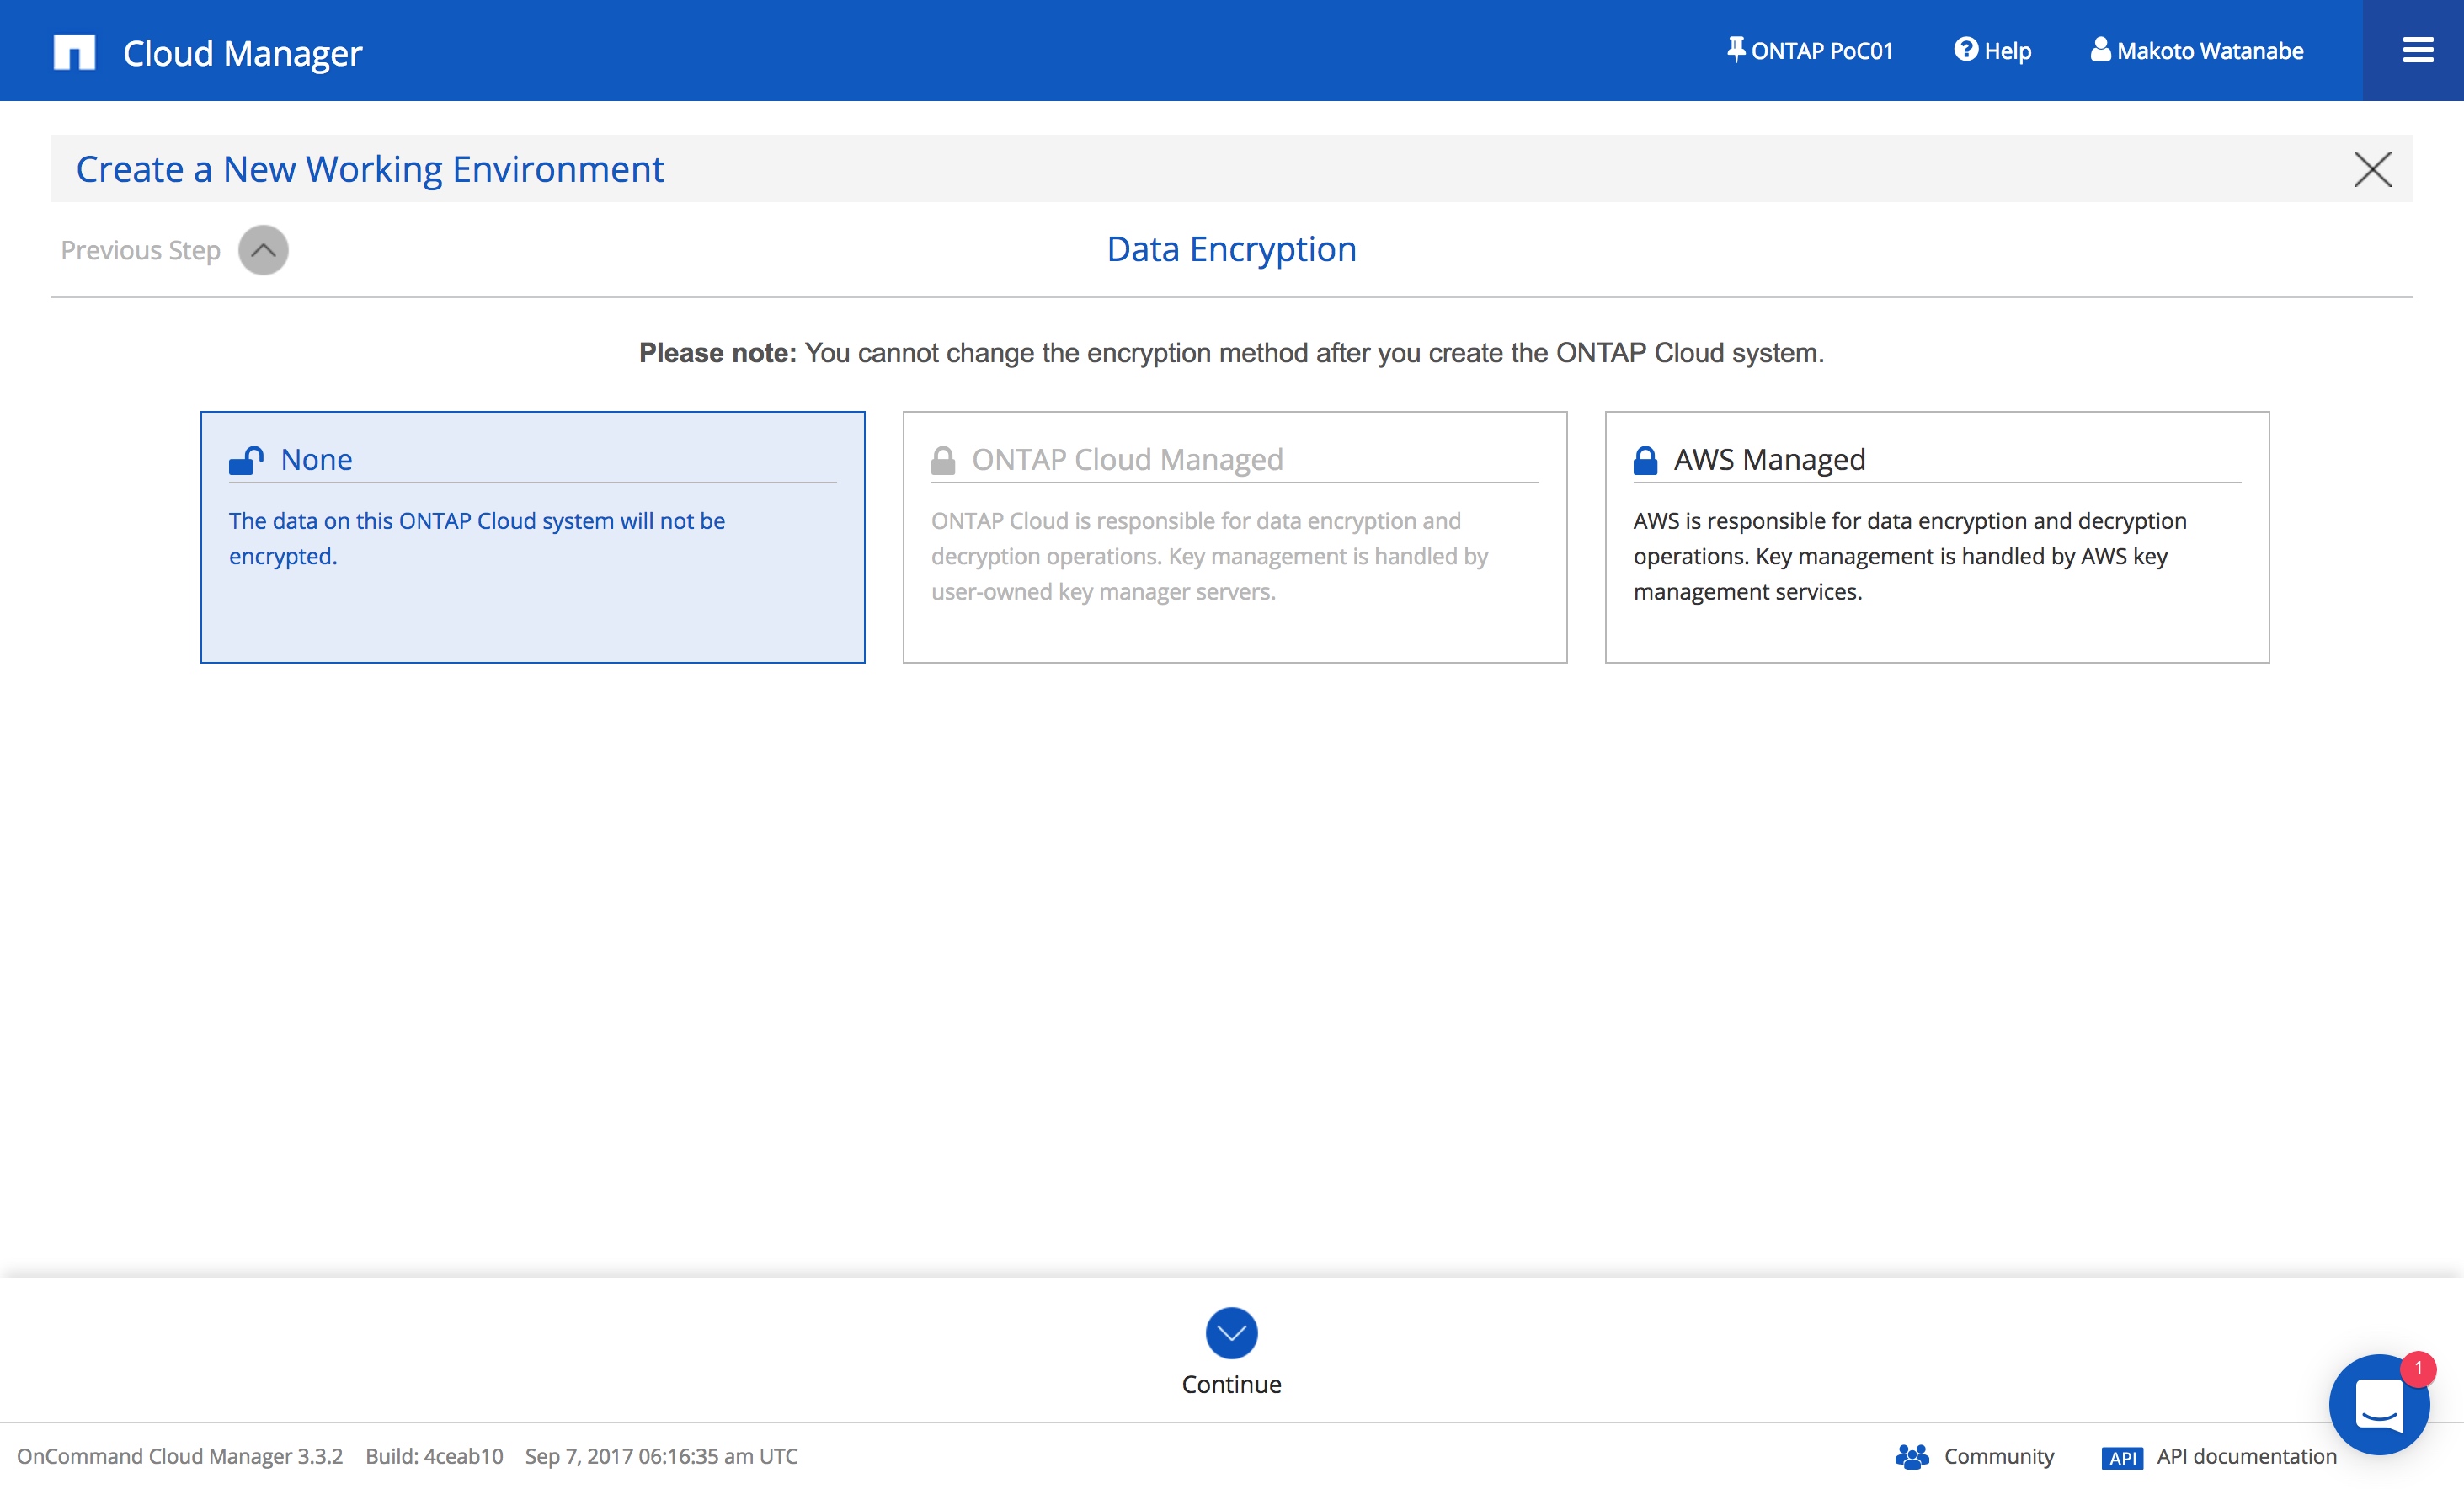 Cloud Manager
ONTAP PoC01
Help
Makoto Watanabe
Create a New Working Environment
Previous Step
Data Encryption
Please note: You cannot change the encryption method after you create the ONTAP Cloud system.
None
The data on this ONTAP Cloud system will not be
encrypted.
ONTAP Cloud Managed
ONTAP Cloud is responsible for data encryption and
decryption operations. Key management is handled by
user-owned key manager servers.
AWS Managed
AWS is responsible for data encryption and decryption
operations. Key management is handled by AWS key
management services.
Continue
1
OnCommand Cloud Manager 3.3.2 Build: 4ceab10 Sep 7, 2017 06:16:35 am UTC
Community
API API documentation